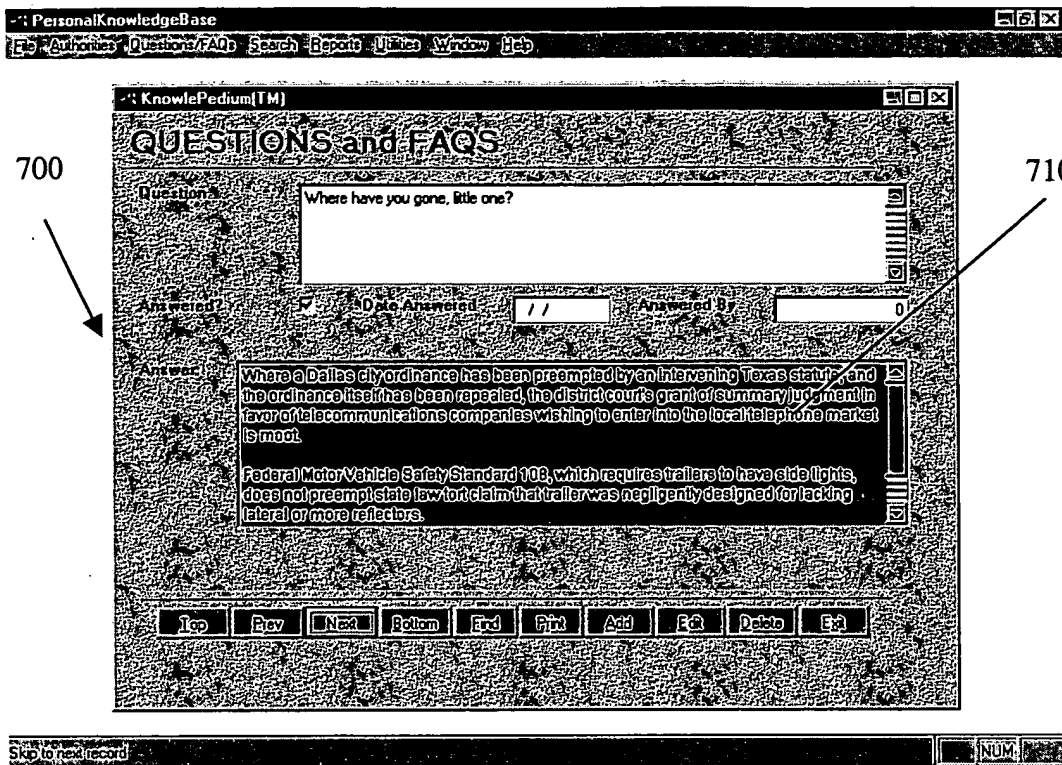 PersonalKnowledgeBase
File Authorities Questions/FAQs Search Reports Utilities Window Help
KnowlePedium[TM]
QUESTIONS and FAQS
700
710
Question
Where have you gone, little one?
Answered? Date Answered / / Answered By 0
Answer
Where a Dallas city ordinance has been preempted by an intervening Texas statute, and
the ordinance itself has been repealed, the district court's grant of summary judgment in
favor of telecommunications companies wishing to enter into the local telephone market
is moot.
Federal Motor Vehicle Safety Standard 108, which requires trailers to have side lights,
does not preempt state law tort claim that trailer was negligently designed for lacking
lateral or more reflectors.
Top Prev Next Bottom Find Print Add Edit Delete Exit
Skip to next record NUM